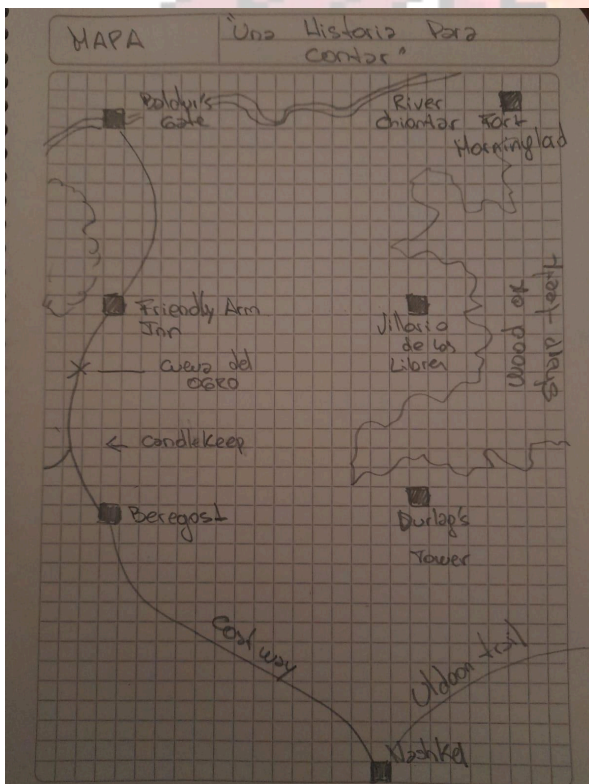 MAPA
"Una Historia Para
Contar"
Baldur's
Gate
River
Chiontar
Fort
Morninglad
Friendly Arm
Inn
Villorio
de los
Libres
Wood of
Sharp teeth
Cueva del
OGRO
← Candlekeep
Beregost
Durlag's
Tower
Cost way
Uldoon trail
Nashkel